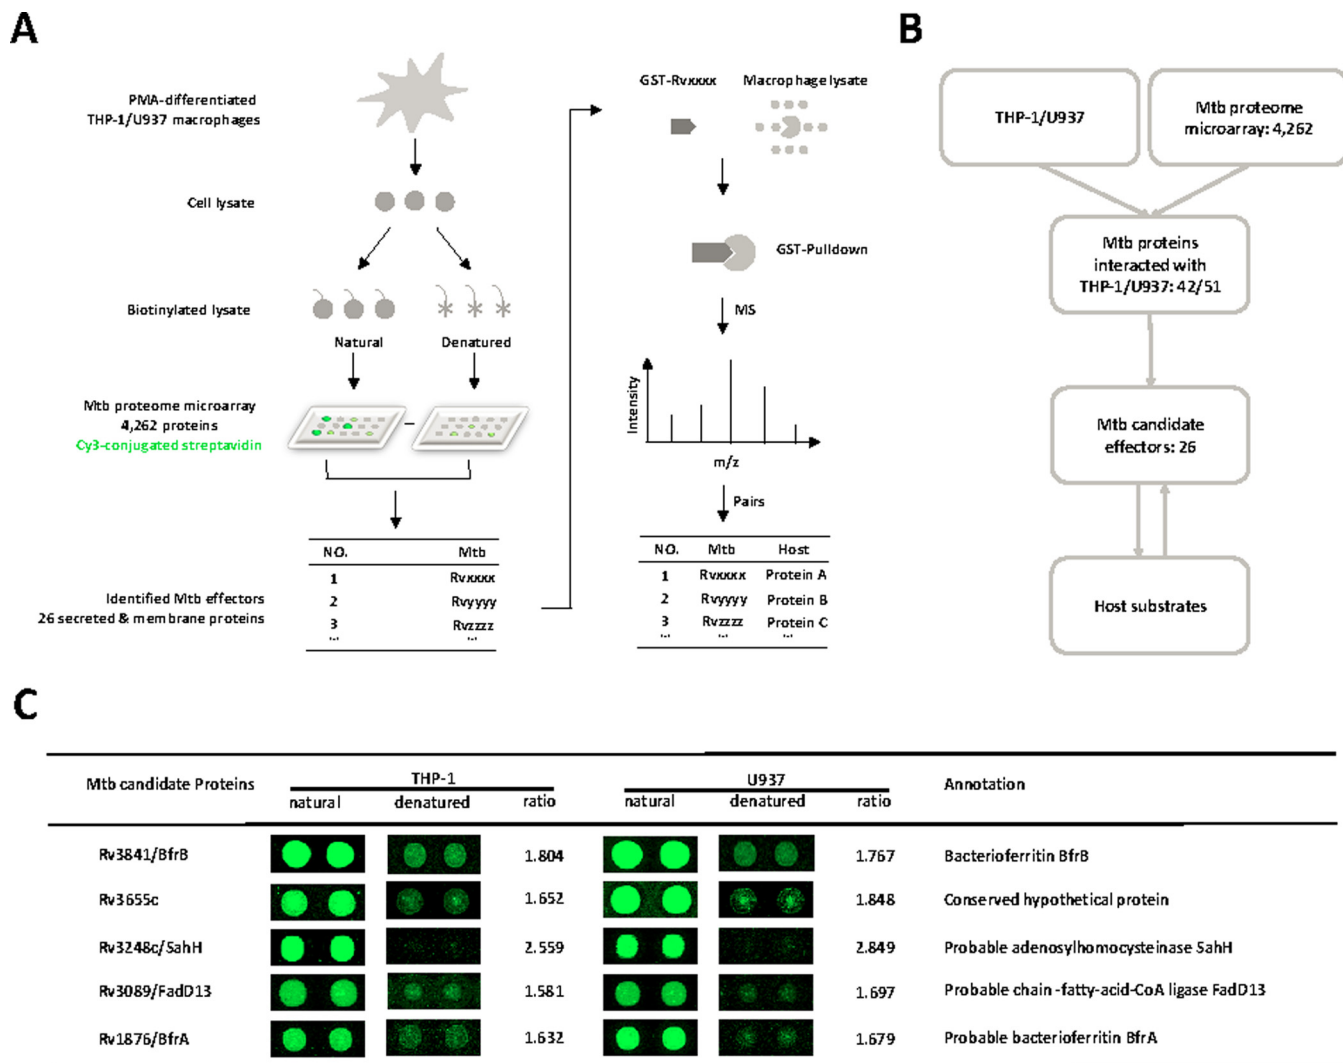 A
PMA-differentiated
THP-1/U937 macrophages
Cell lysate
Biotinylated lysate
Natural
Denatured
Mtb proteome microarray
4,262 proteins
Cy3-conjugated streptavidin
–
NO. Mtb
1 Rvxxxx
2 Rvyyyy
3 Rvzzzz
... ...
Identified Mtb effectors
26 secreted & membrane proteins
GST-Rvxxxx
Macrophage lysate
GST-Pulldown
MS
Intensity
m/z
Pairs
NO. Mtb Host
1 Rvxxxx Protein A
2 Rvyyyy Protein B
3 Rvzzzz Protein C
... ... ...
B
THP-1/U937
Mtb proteome
microarray: 4,262
Mtb proteins
interacted with
THP-1/U937: 42/51
Mtb candidate
effectors: 26
Host substrates
C
Mtb candidate Proteins THP-1 U937 Annotation
natural denatured ratio natural denatured ratio
Rv3841/BfrB 1.804 1.767 Bacterioferritin BfrB
Rv3655c 1.652 1.848 Conserved hypothetical protein
Rv3248c/SahH 2.559 2.849 Probable adenosylhomocysteinase SahH
Rv3089/FadD13 1.581 1.697 Probable chain -fatty-acid-CoA ligase FadD13
Rv1876/BfrA 1.632 1.679 Probable bacterioferritin BfrA